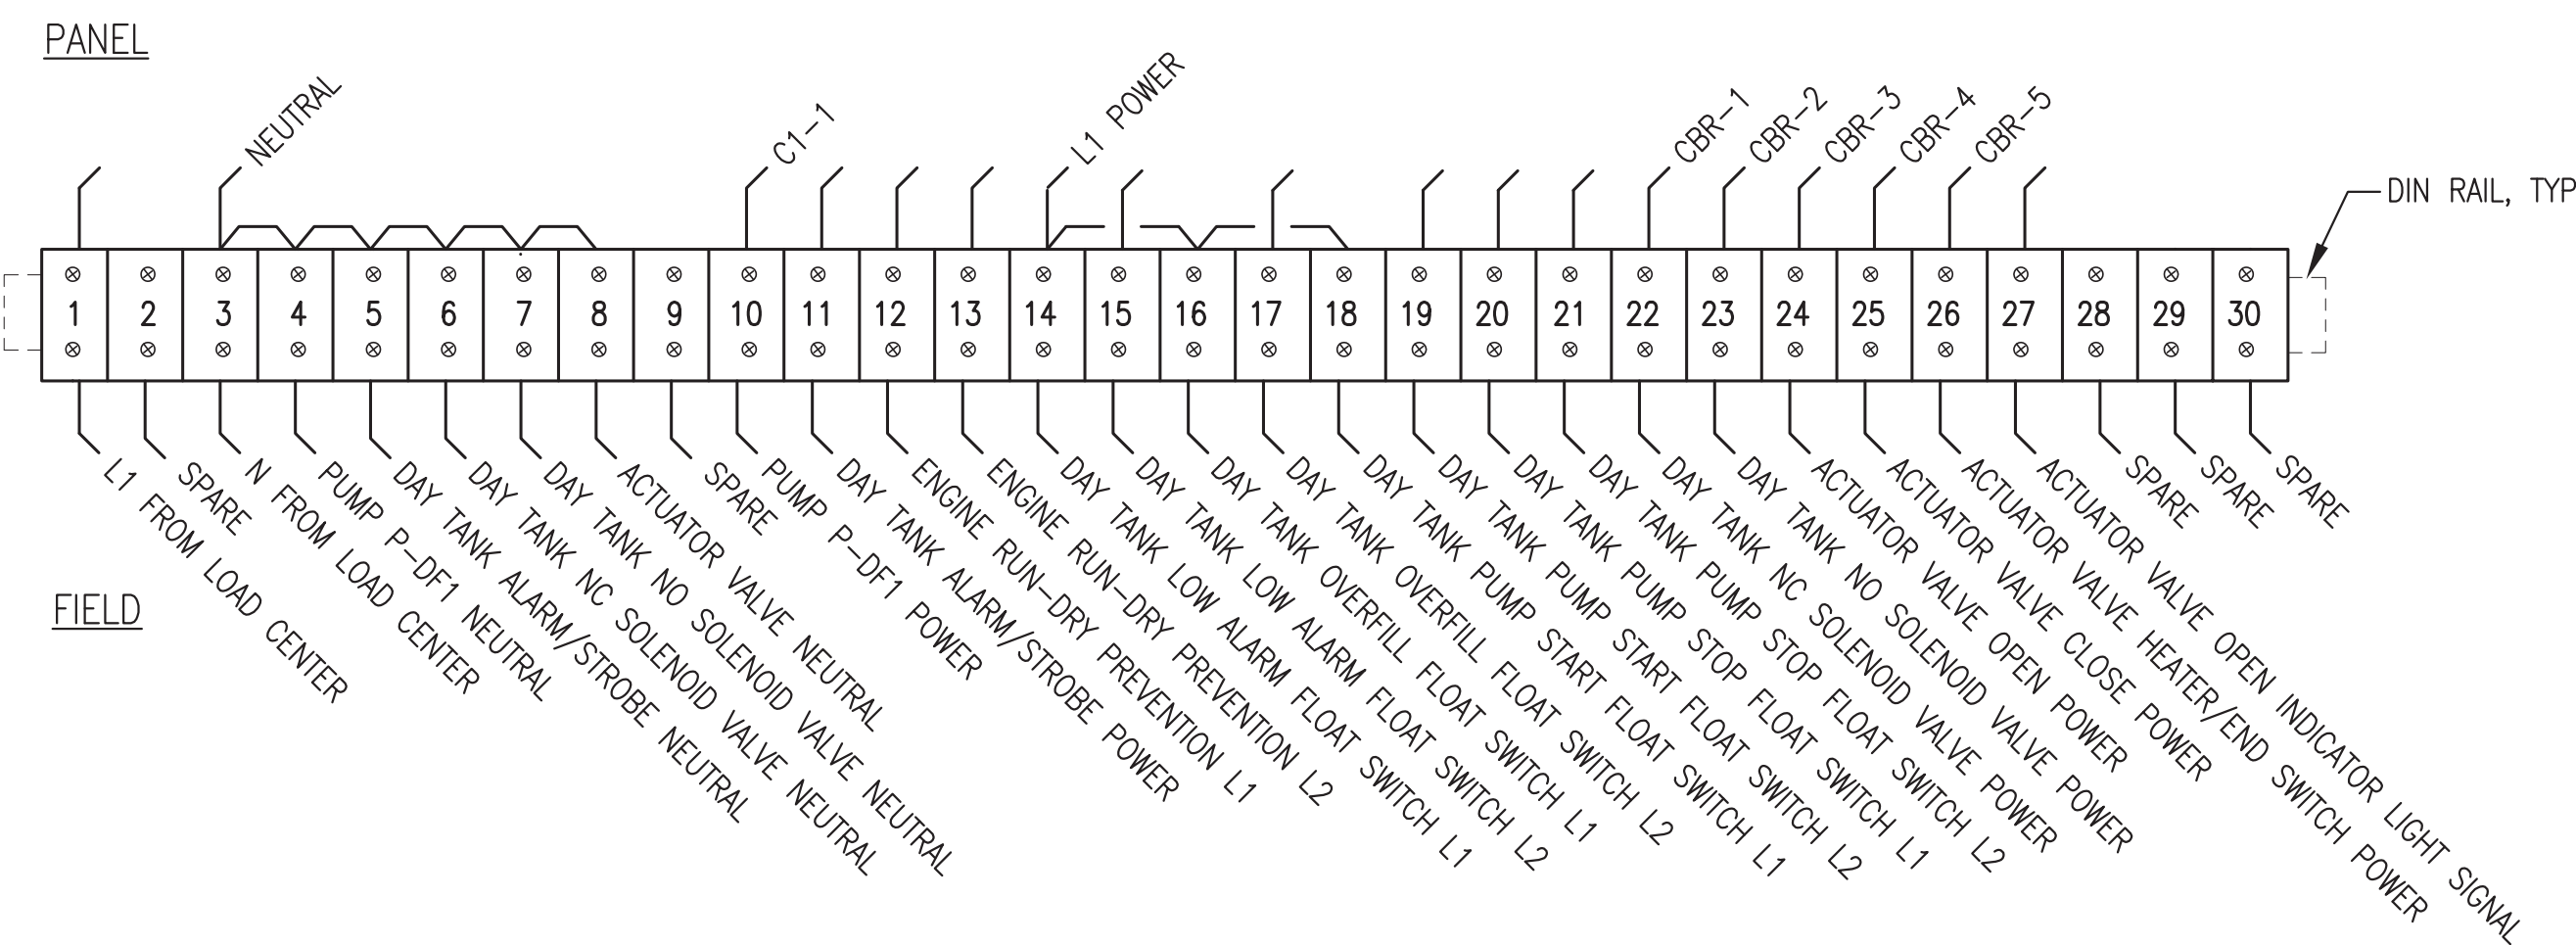 PANEL
NEUTRAL
C1-1
L1 POWER
CBR-1
CBR-2
CBR-3
CBR-4
CBR-5
DIN RAIL, TYP
1 2 3 4 5 6 7 8 9 10 11 12 13 14 15 16 17 18 19 20 21 22 23 24 25 26 27 28 29 30
L1 FROM LOAD CENTER
SPARE
N FROM LOAD CENTER
PUMP P-DF1 NEUTRAL
DAY TANK ALARM/STROBE NEUTRAL
DAY TANK NC SOLENOID VALVE NEUTRAL
DAY TANK NO SOLENOID VALVE NEUTRAL
ACTUATOR VALVE NEUTRAL
SPARE
PUMP P-DF1 POWER
DAY TANK ALARM/STROBE POWER
ENGINE RUN-DRY PREVENTION L1
ENGINE RUN-DRY PREVENTION L2
DAY TANK LOW ALARM FLOAT SWITCH L1
DAY TANK LOW ALARM FLOAT SWITCH L2
DAY TANK OVERFILL FLOAT SWITCH L1
DAY TANK OVERFILL FLOAT SWITCH L2
DAY TANK PUMP START FLOAT SWITCH L1
DAY TANK PUMP START FLOAT SWITCH L2
DAY TANK PUMP STOP FLOAT SWITCH L1
DAY TANK PUMP STOP FLOAT SWITCH L2
DAY TANK NC SOLENOID VALVE POWER
DAY TANK NO SOLENOID VALVE POWER
ACTUATOR VALVE OPEN POWER
ACTUATOR VALVE CLOSE POWER
ACTUATOR VALVE HEATER/END SWITCH POWER
ACTUATOR VALVE OPEN INDICATOR LIGHT SIGNAL
SPARE
SPARE
SPARE
FIELD